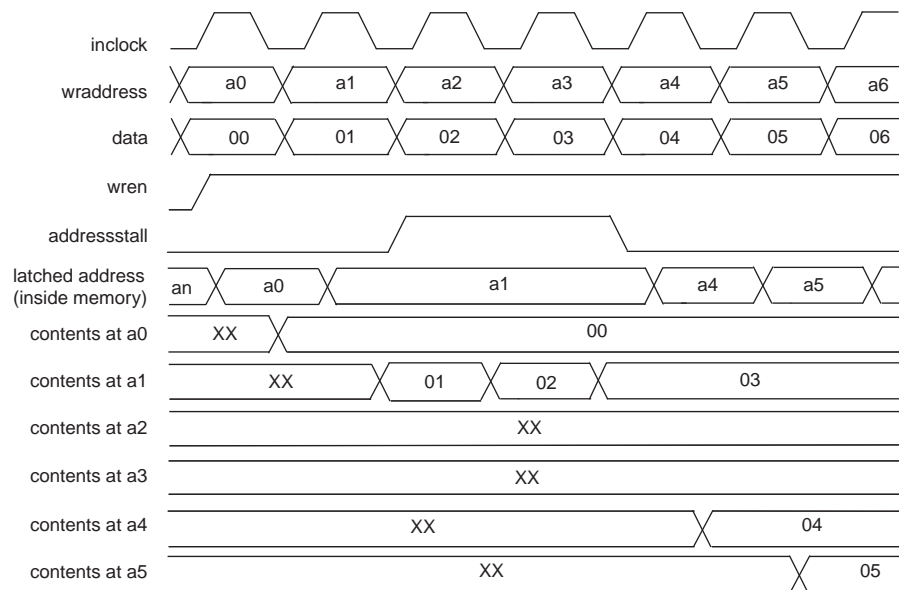 inclock
wraddress a0 a1 a2 a3 a4 a5 a6
data 00 01 02 03 04 05 06
wren
addressstall
latched address
(inside memory) an a0 a1 a4 a5
contents at a0 XX 00
contents at a1 XX 01 02 03
contents at a2 XX
contents at a3 XX
contents at a4 XX 04
contents at a5 XX 05